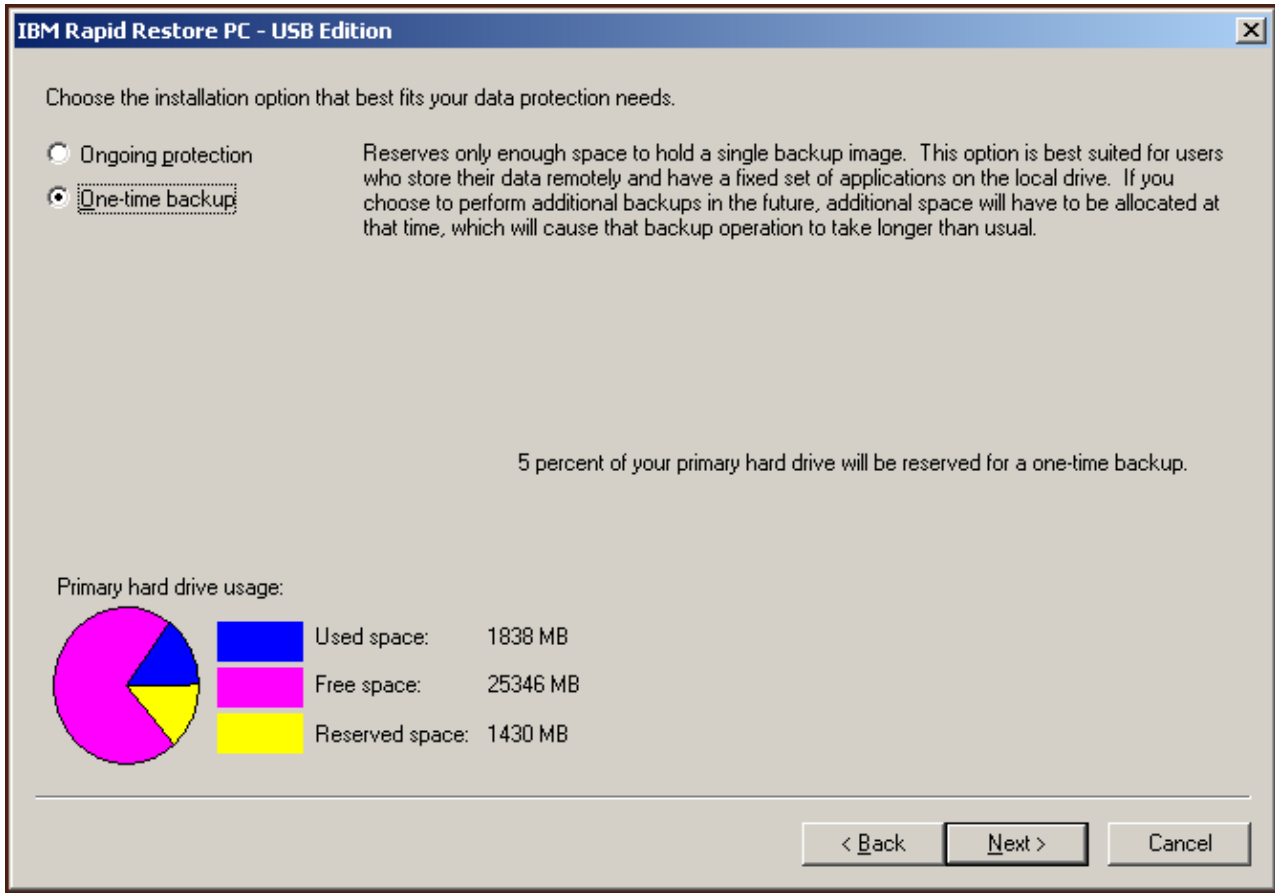 IBM Rapid Restore PC - USB Edition
Choose the installation option that best fits your data protection needs.
Ongoing protection
One-time backup
Reserves only enough space to hold a single backup image.  This option is best suited for users
who store their data remotely and have a fixed set of applications on the local drive.  If you
choose to perform additional backups in the future, additional space will have to be allocated at
that time, which will cause that backup operation to take longer than usual.
5 percent of your primary hard drive will be reserved for a one-time backup.
Primary hard drive usage:
Used space: 1838 MB
Free space: 25346 MB
Reserved space: 1430 MB
< Back Next > Cancel